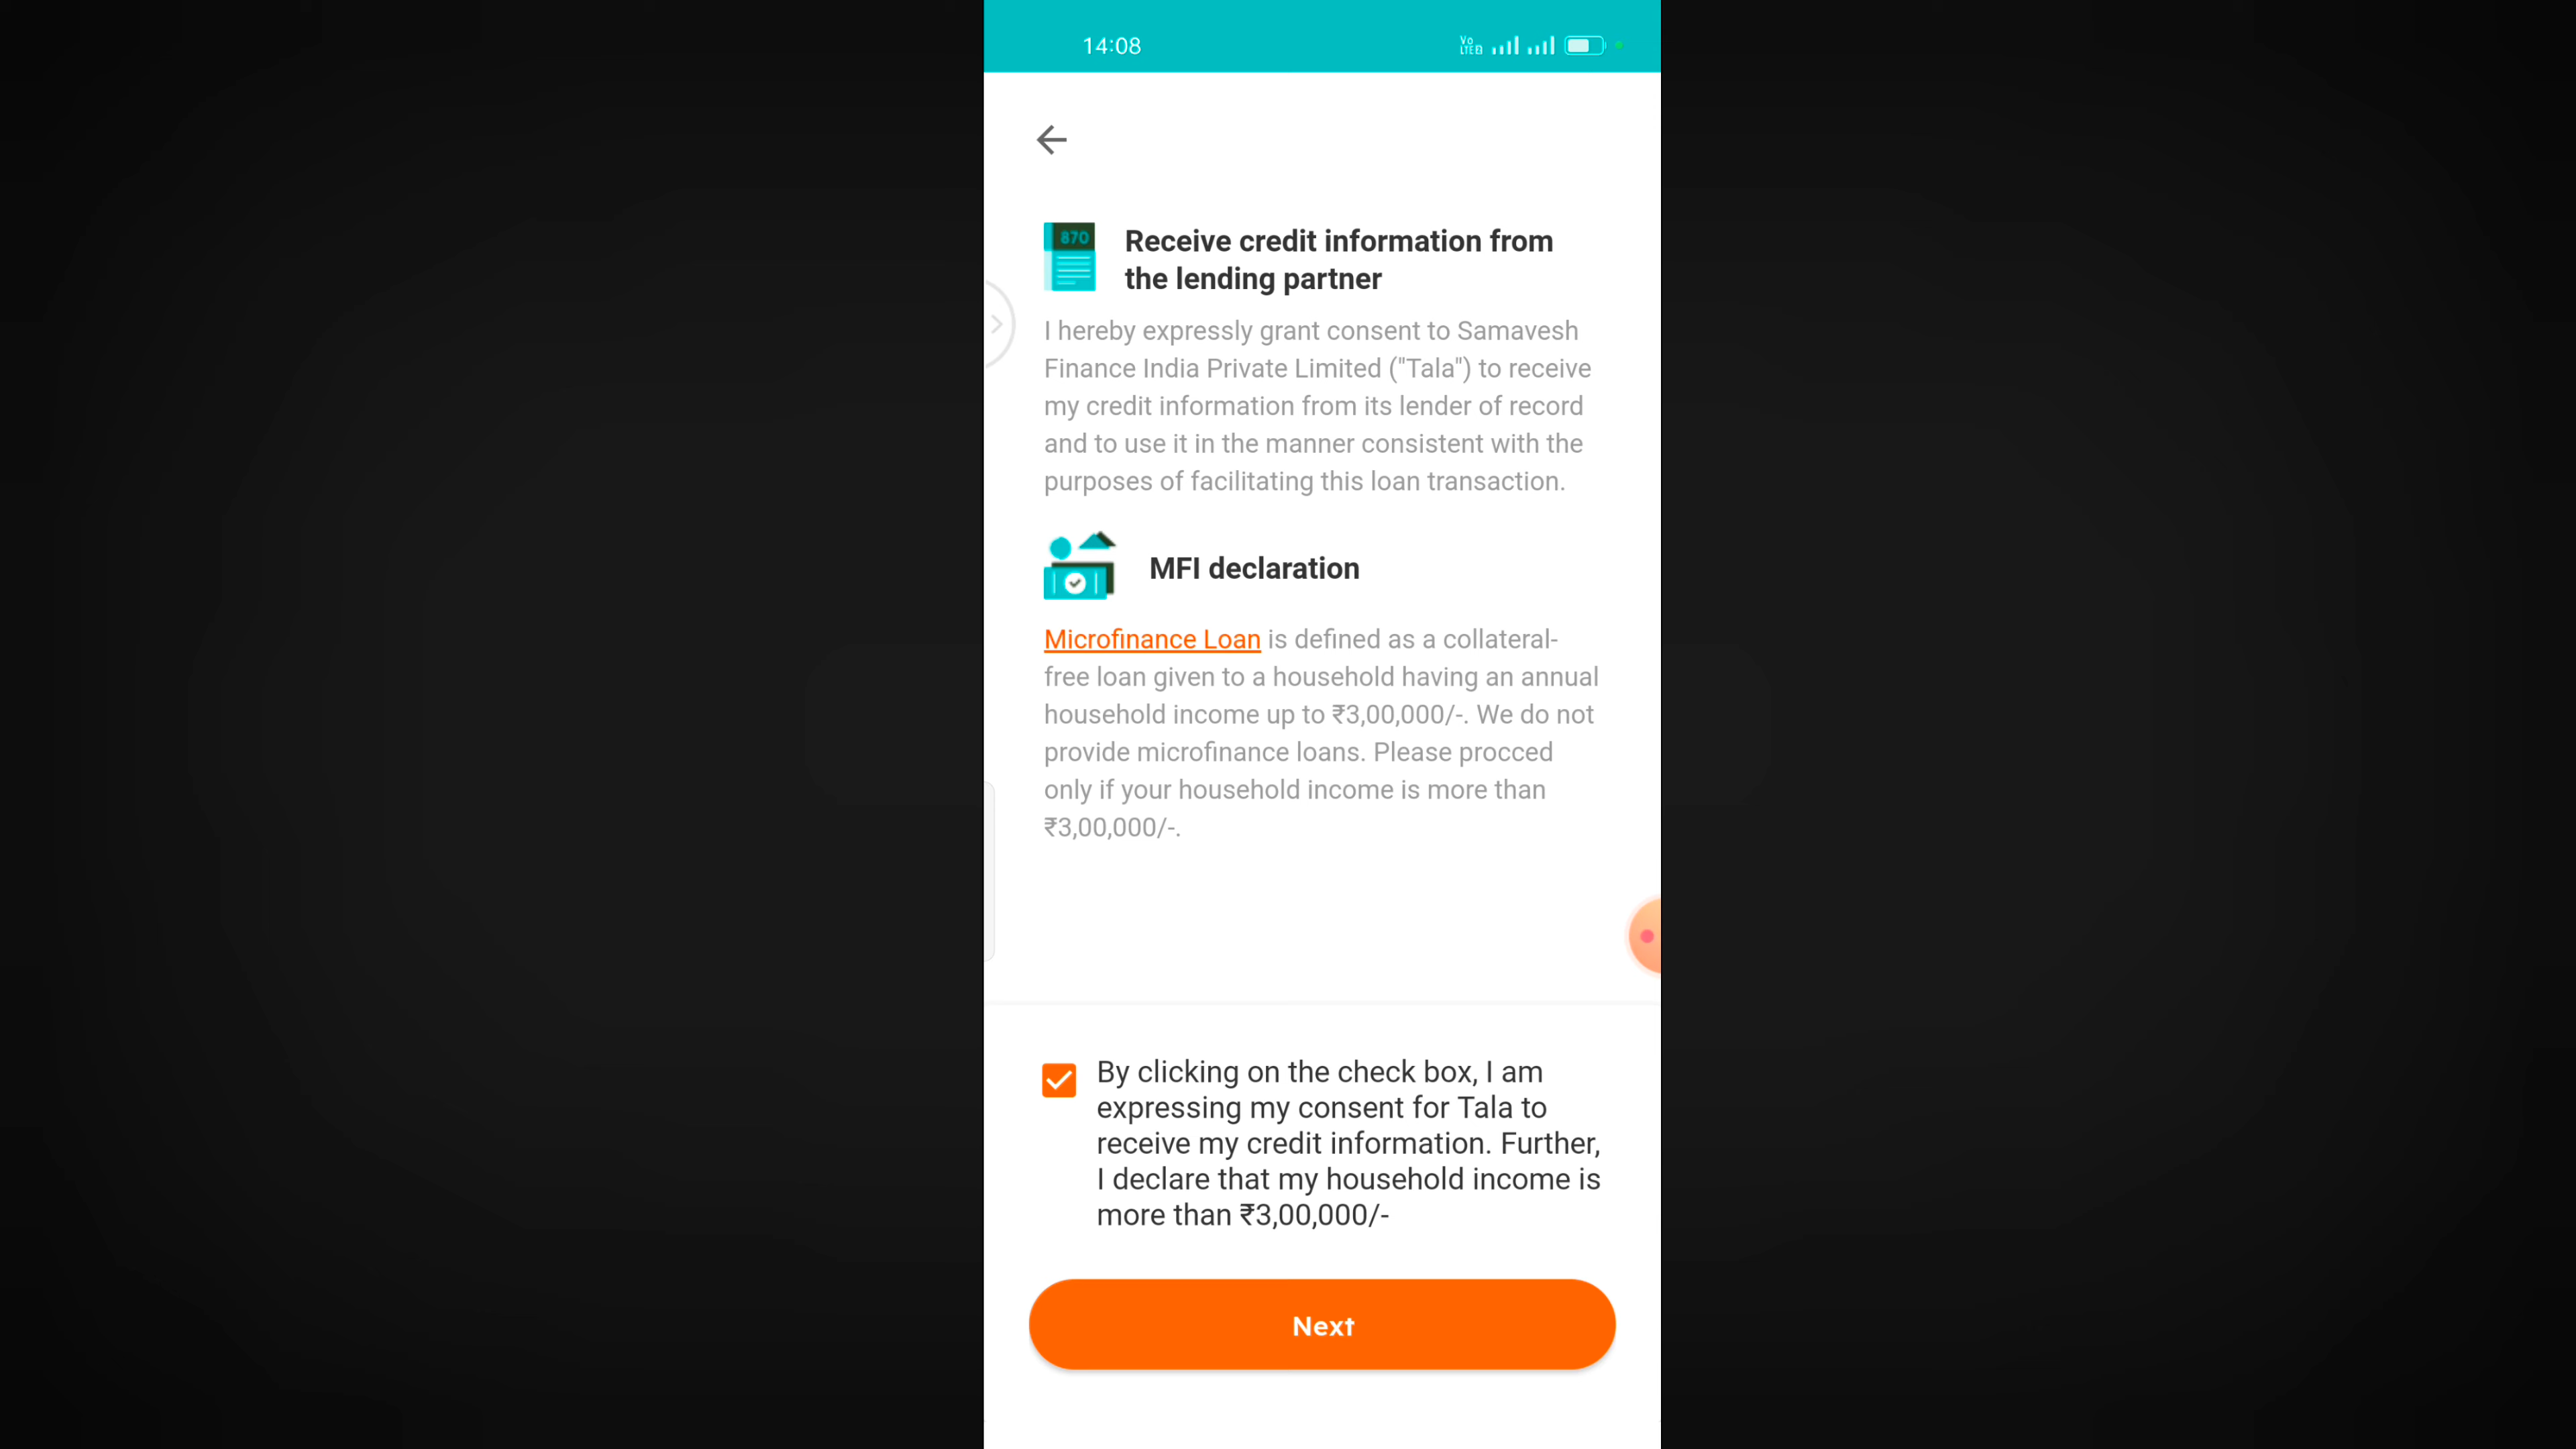 14:08
Vo
LTE2
870
Receive credit information from
the lending partner
I hereby expressly grant consent to Samavesh
Finance India Private Limited ("Tala") to receive
my credit information from its lender of record
and to use it in the manner consistent with the
purposes of facilitating this loan transaction.
MFI declaration
Microfinance Loan is defined as a collateral-
free loan given to a household having an annual
household income up to ₹3,00,000/-. We do not
provide microfinance loans. Please procced
only if your household income is more than
₹3,00,000/-.
By clicking on the check box, I am
expressing my consent for Tala to
receive my credit information. Further,
I declare that my household income is
more than ₹3,00,000/-
Next